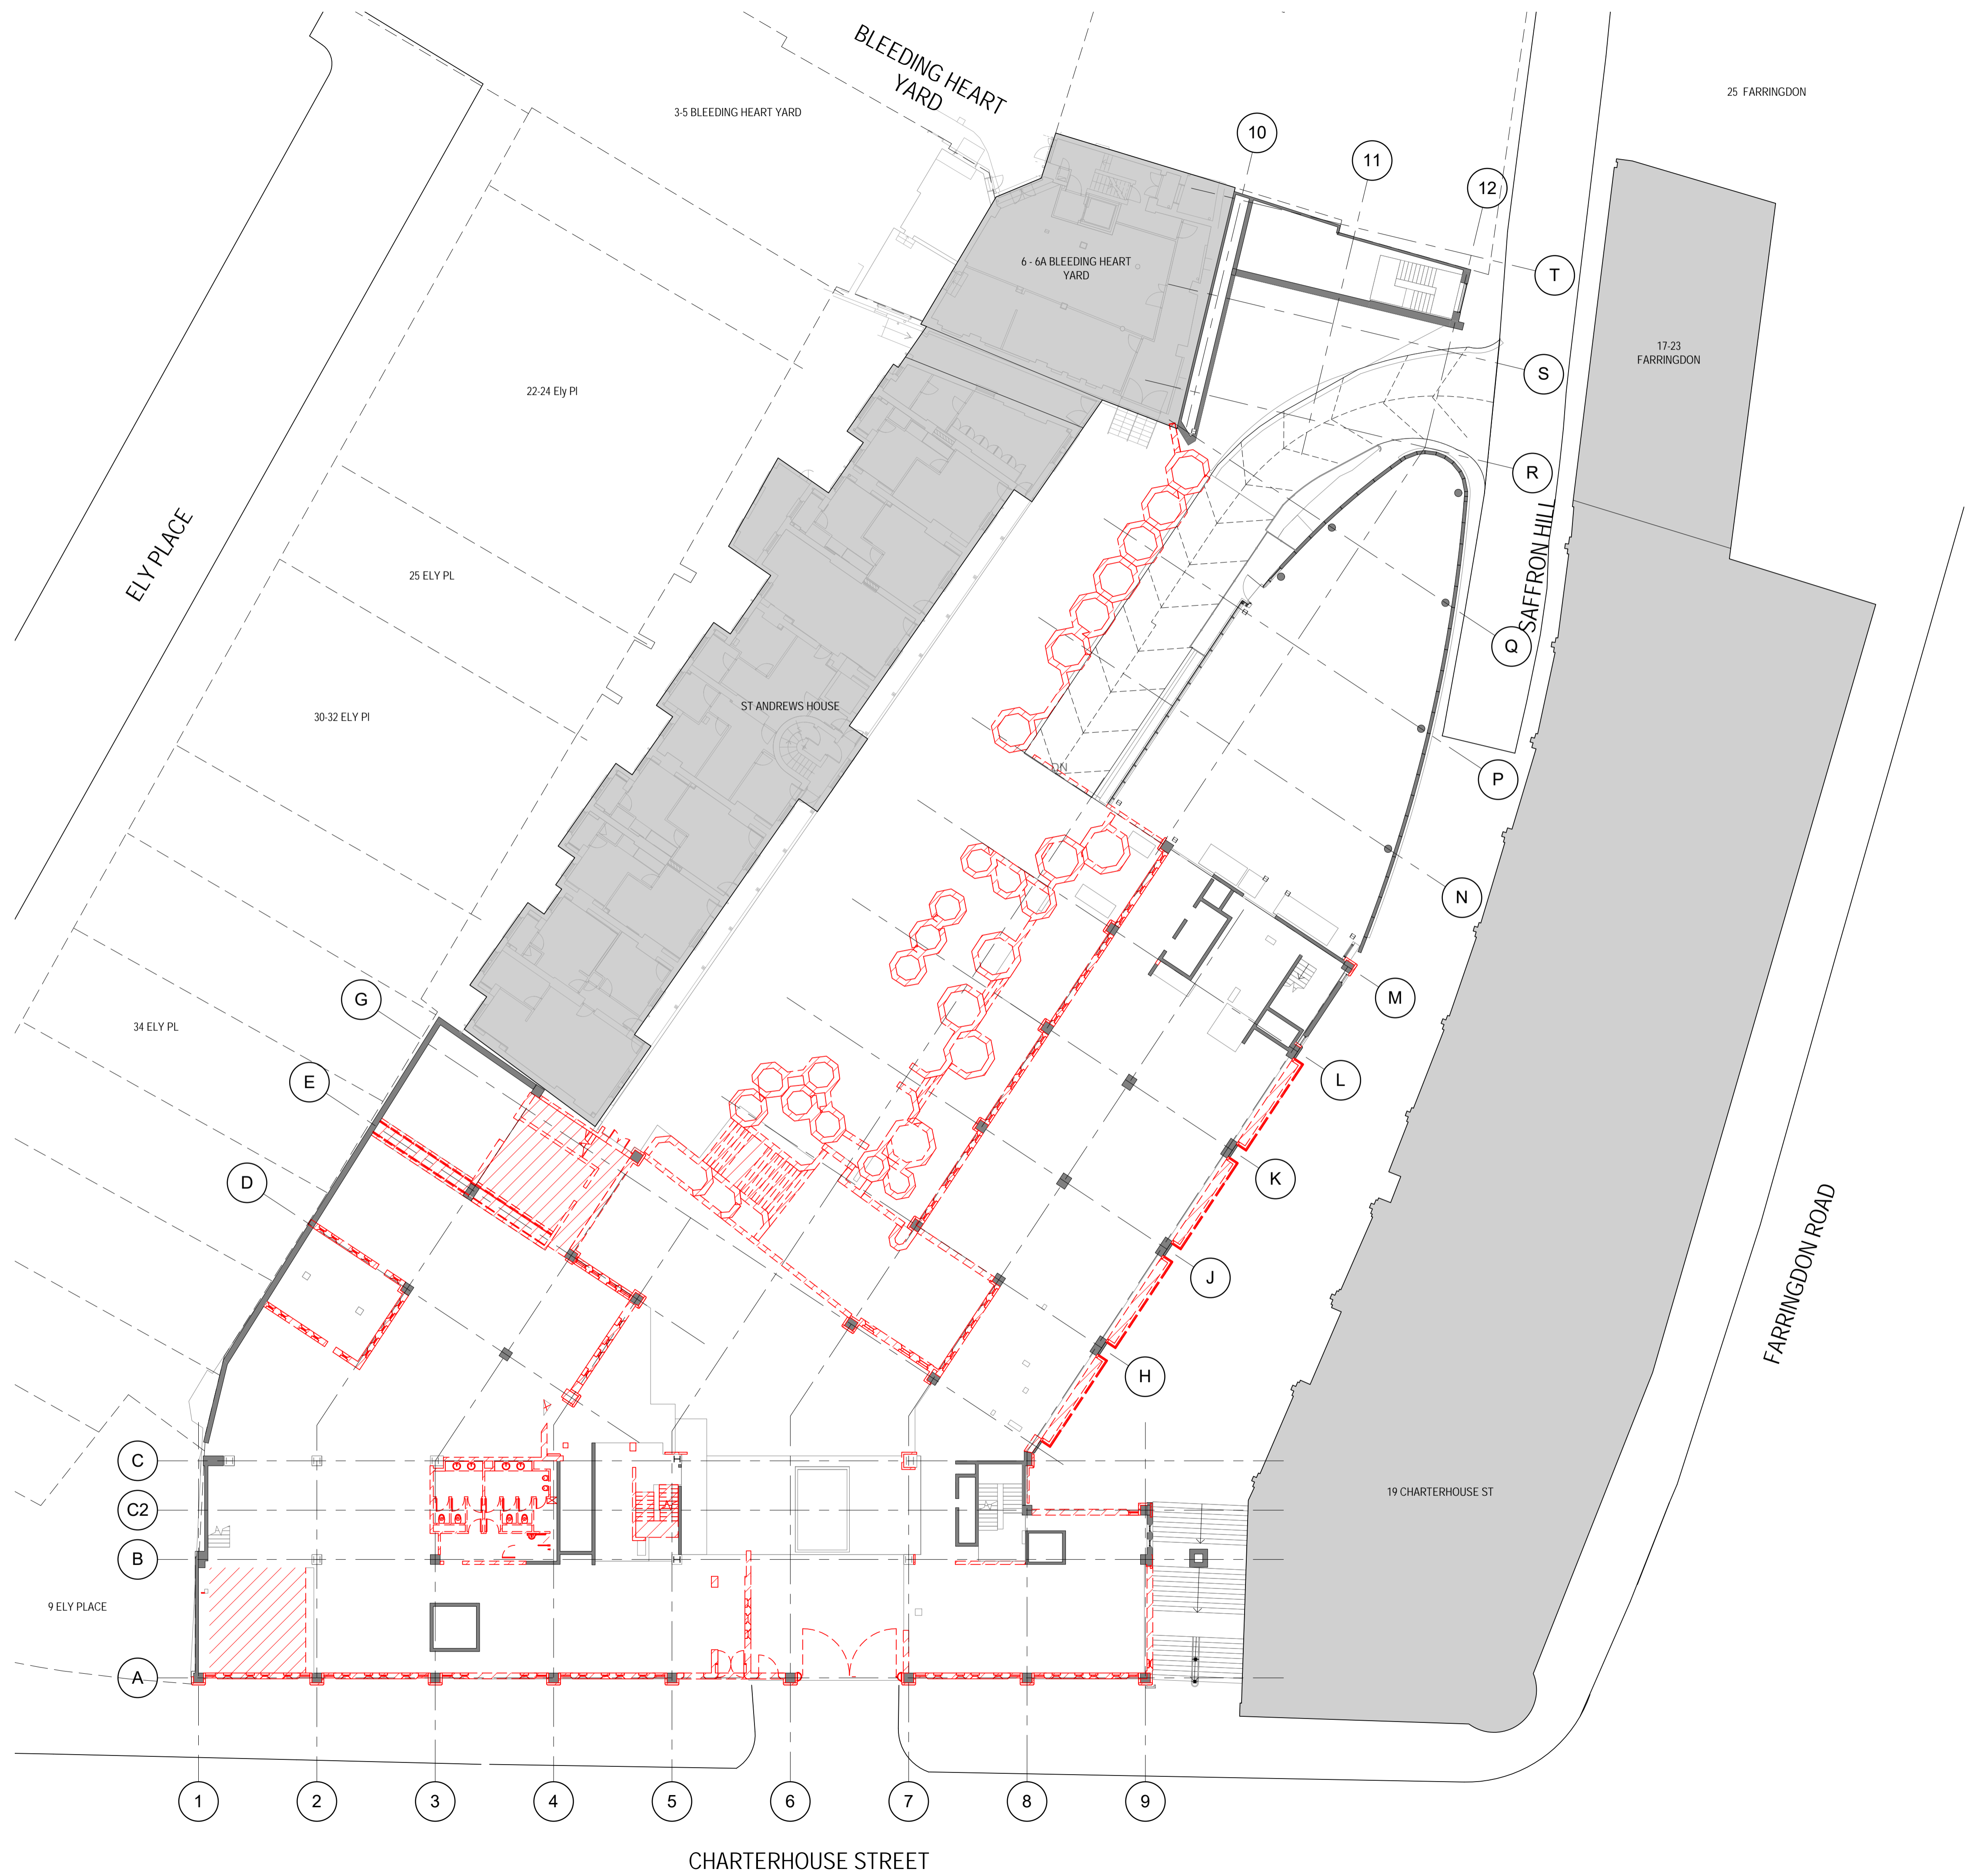 BLEEDING HEART
YARD
3-5 BLEEDING HEART YARD
25 FARRINGDON
10
11
12
6 - 6A BLEEDING HEART
YARD
T
17-23
FARRINGDON
S
22-24 Ely Pl
R
ELY PLACE
SAFFRON HILL
25 ELY PL
Q
ST ANDREWS HOUSE
30-32 ELY Pl
DN
P
N
G
M
34 ELY PL
E
L
D
K
J
FARRINGDON ROAD
H
C
C2
19 CHARTERHOUSE ST
B
9 ELY PLACE
A
1
2
3
4
5
6
7
8
9
CHARTERHOUSE STREET